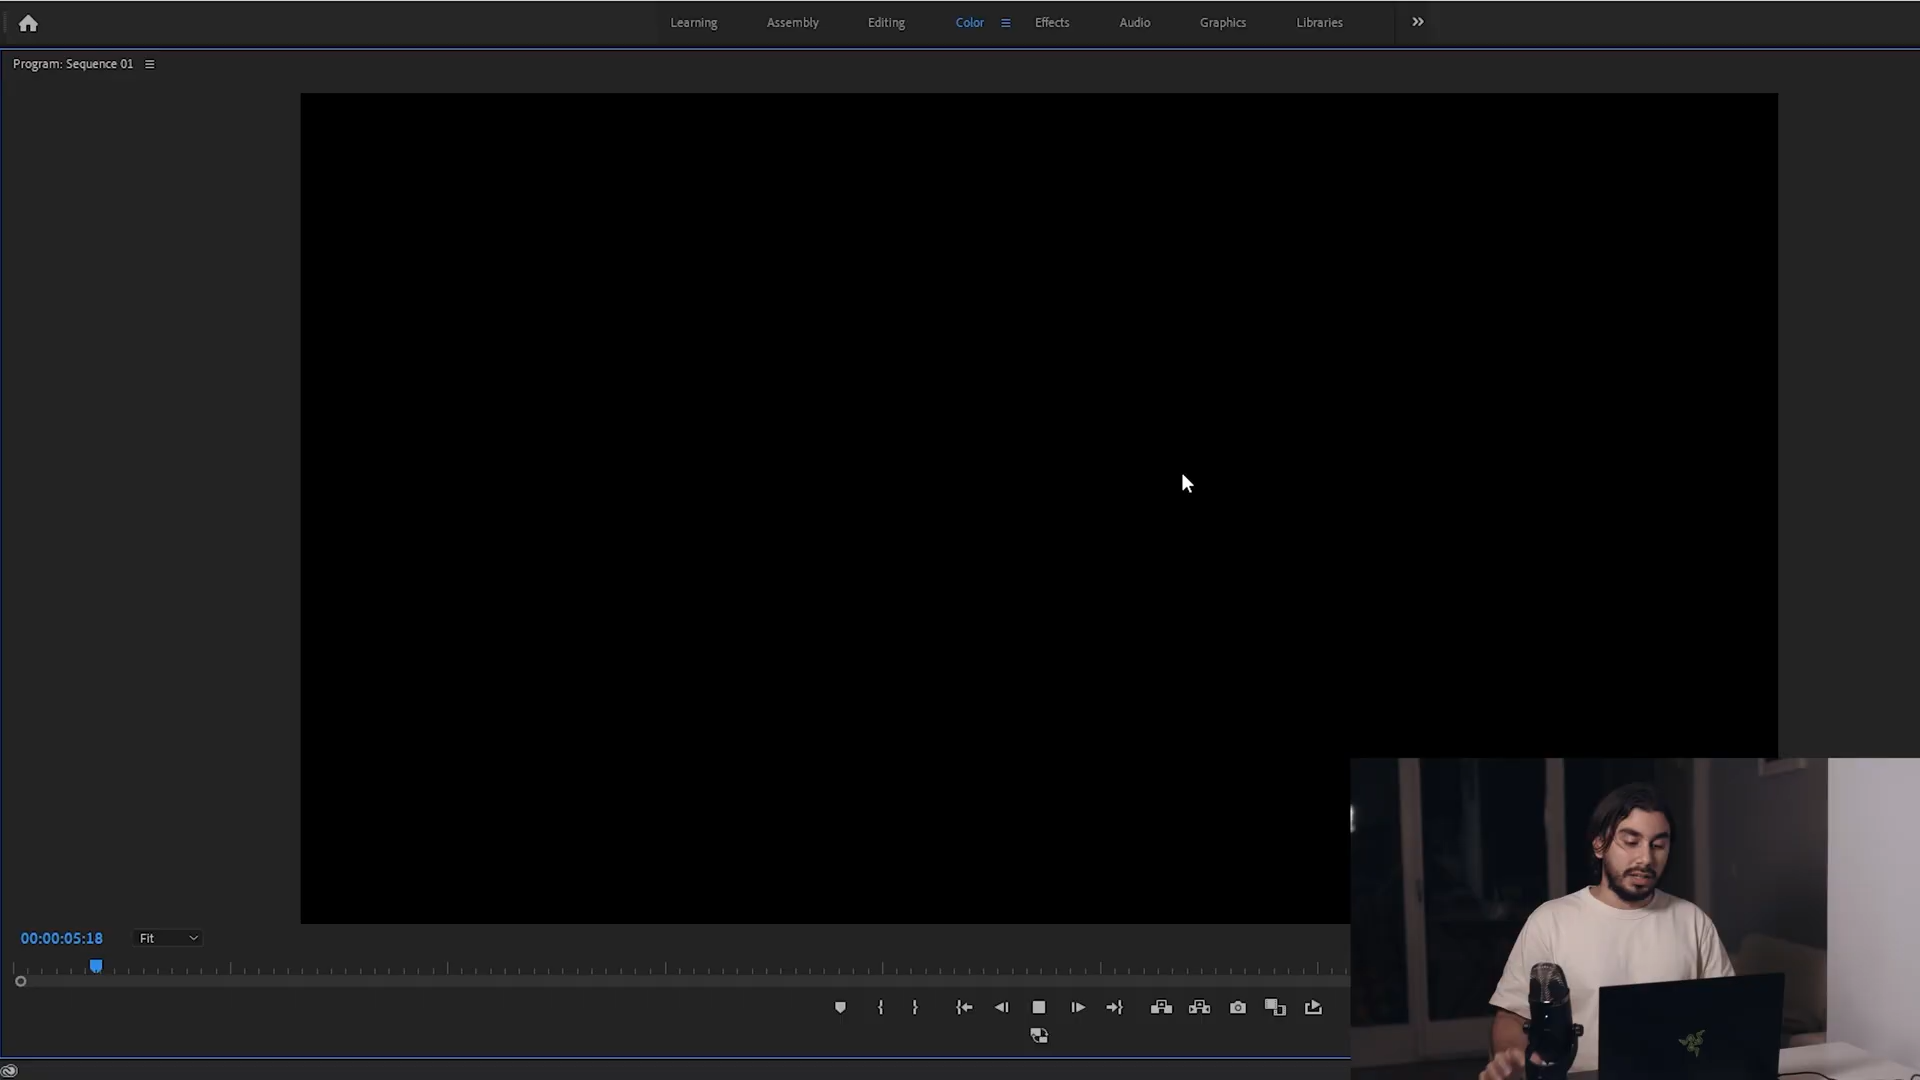 Learning Assembly Editing Color Effects Audio Graphics Libraries
Program: Sequence 01
00:00:05:18 Fit